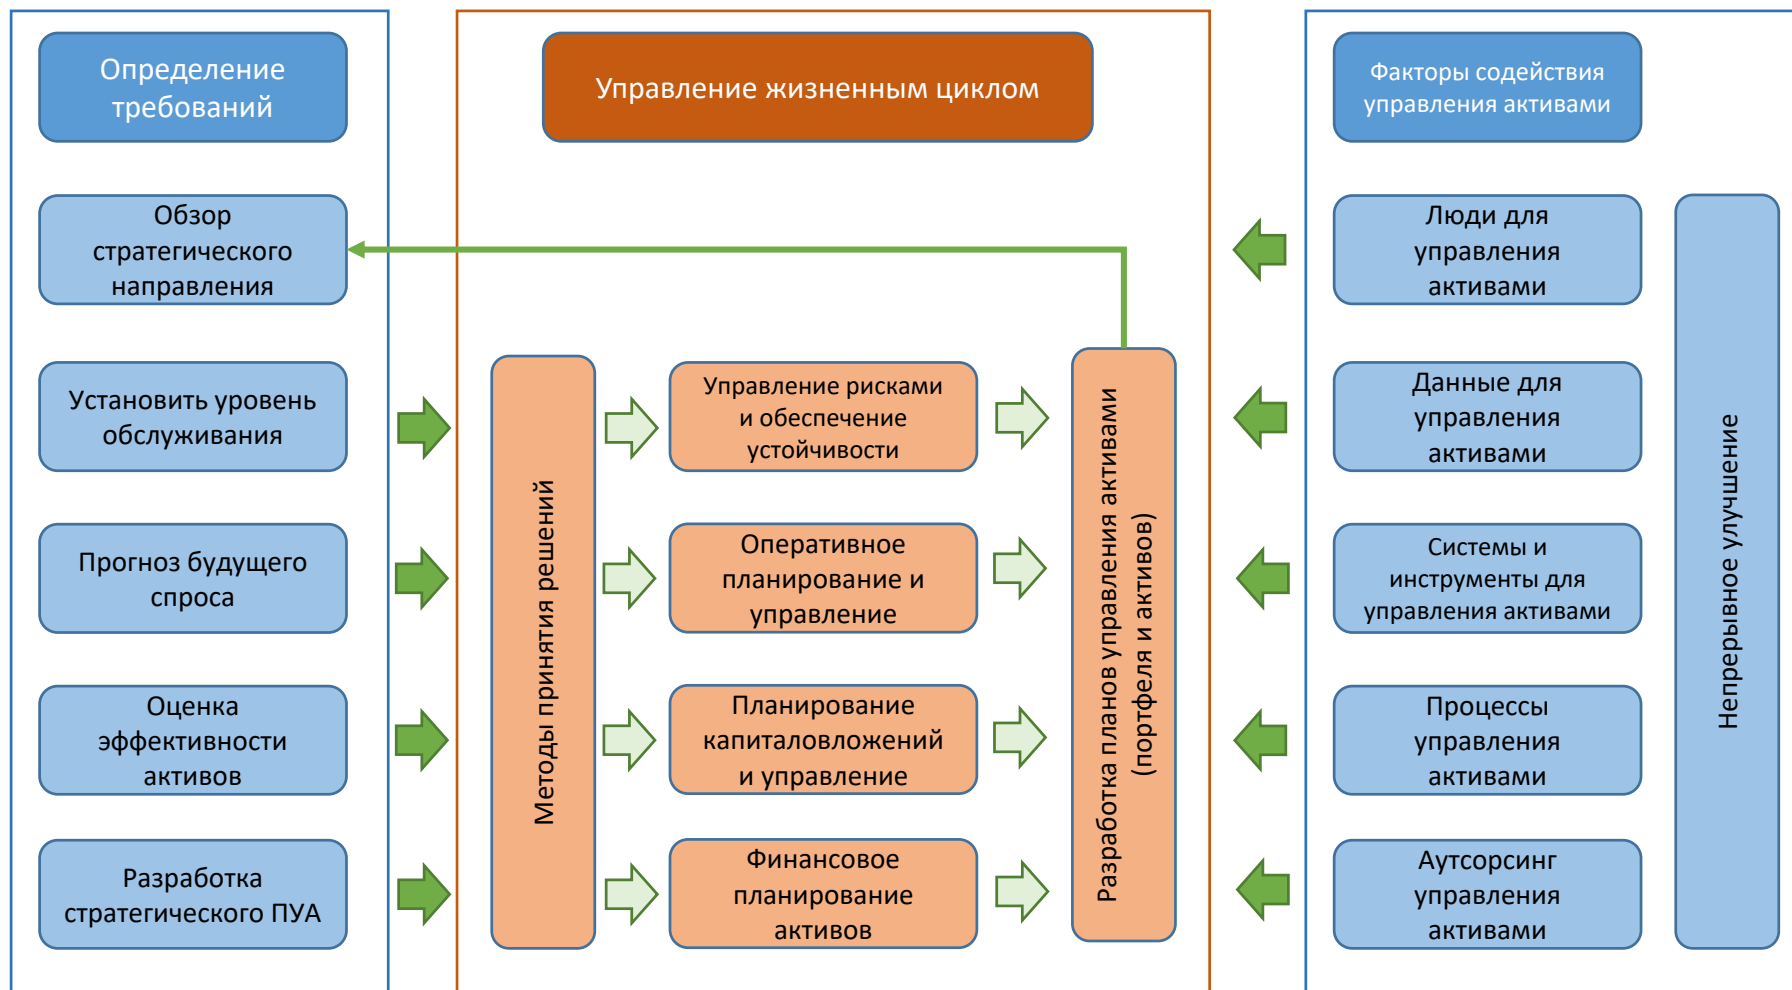 Определение
требований
Обзор
стратегического
направления
Установить уровень
обслуживания
Прогноз будущего
спроса
Оценка
эффективности
активов
Разработка
стратегического ПУА
Управление жизненным циклом
Методы принятия решений
Управление рисками
и обеспечение
устойчивости
Оперативное
планирование и
управление
Планирование
капиталовложений
и управление
Финансовое
планирование
активов
Разработка планов управления активами
(портфеля и активов)
Факторы содействия
управления активами
Люди для
управления
активами
Данные для
управления
активами
Системы и
инструменты для
управления активами
Процессы
управления
активами
Аутсорсинг
управления
активами
Непрерывное улучшение